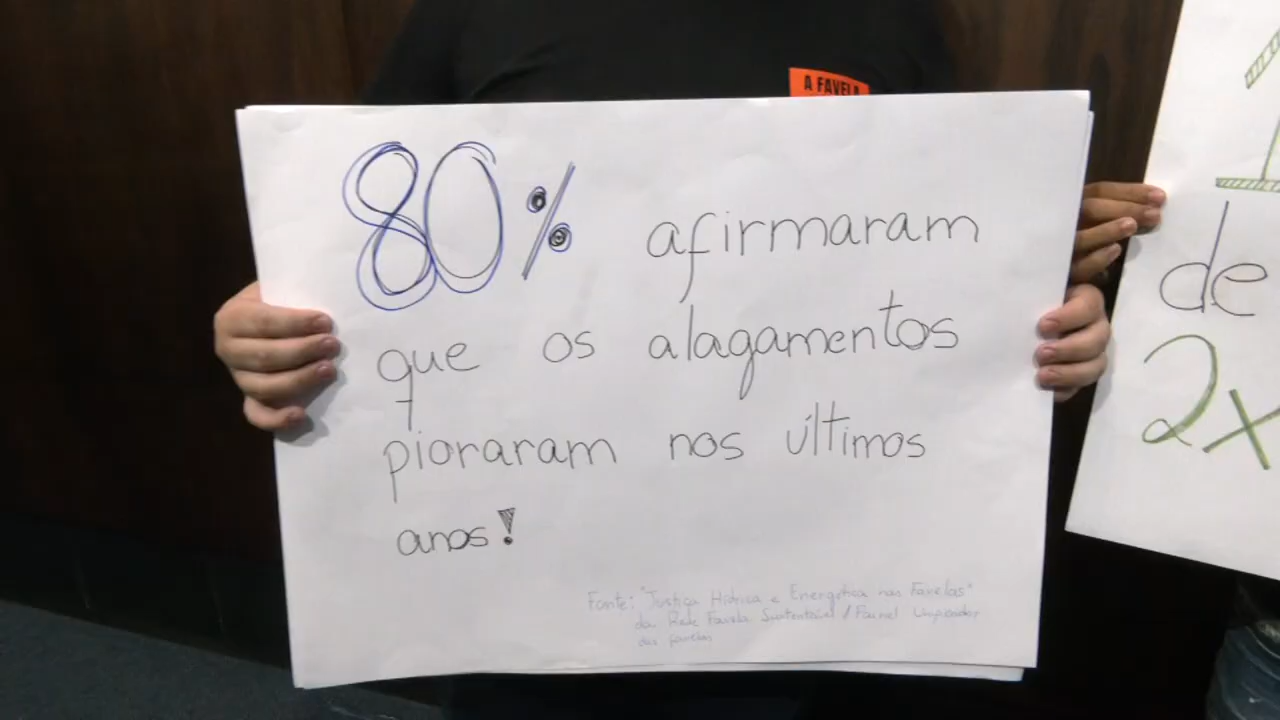 A FAVELA
80% afirmaram
que os alagamentos
pioraram nos últimos
anos!
Fonte: "Justiça Hídrica e Energética nas Favelas"
da Rede Favela Sustentável / Painel Unificador
das favelas
de
2x